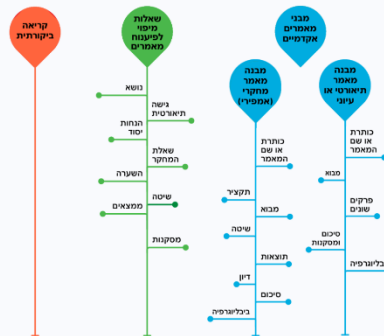 קריאה
ביקורתית
שאלות
מיפוי
לפיענוח
מאמרים
נושא
גישה
תיאורטית
הנחות
יסוד
שאלת
המחקר
השערה
שיטה
ממצאים
מסקנות
מבני
מאמרים
אקדמיים
מבנה
מאמר
מחקרי
(אמפירי)
כותרת
או שם
המאמר
תקציר
מבוא
שיטה
תוצאות
דיון
סיכום
ביבליוגרפיה
מבנה
מאמר
תיאורטי או
עיוני
כותרת
או שם
המאמר
מבוא
פרקים
שונים
סיכום
ומסקנות
בליוגרפיה